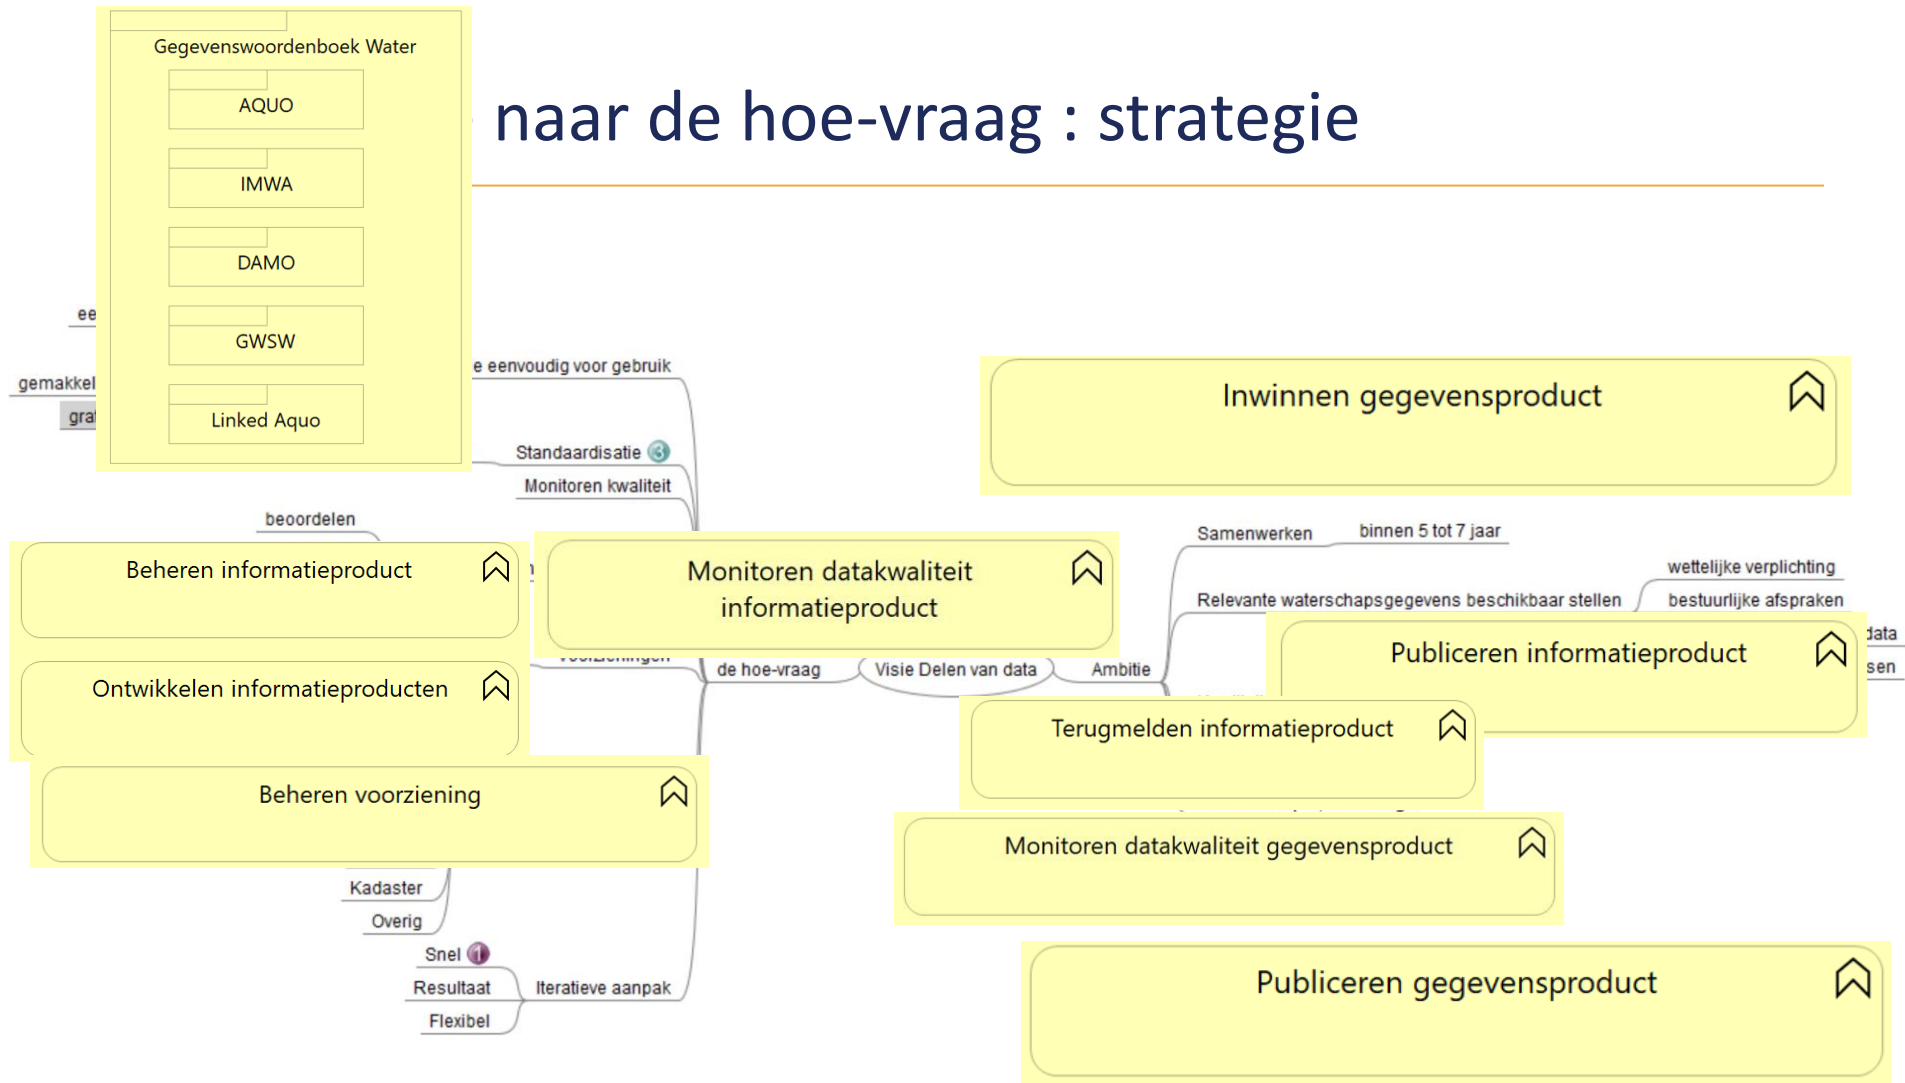 Gegevenswoordenboek Water
AQUO
IMWA
DAMO
GWSW
Linked Aquo
naar de hoe-vraag : strategie
eenvoudig voor gebruik
Standaardisatie 3
Monitoren kwaliteit
beoordelen
Beheren informatieproduct
Ontwikkelen informatieproducten
Beheren voorziening
Kadaster
Overig
Snel 1
Resultaat
Flexibel
Iteratieve aanpak
Monitoren datakwaliteit
informatieproduct
de hoe-vraag
Visie Delen van data
Ambitie
Inwinnen gegevensproduct
Samenwerken
binnen 5 tot 7 jaar
Relevante waterschapsgegevens beschikbaar stellen
wettelijke verplichting
bestuurlijke afspraken
data
Publiceren informatieproduct
Terugmelden informatieproduct
Monitoren datakwaliteit gegevensproduct
Publiceren gegevensproduct